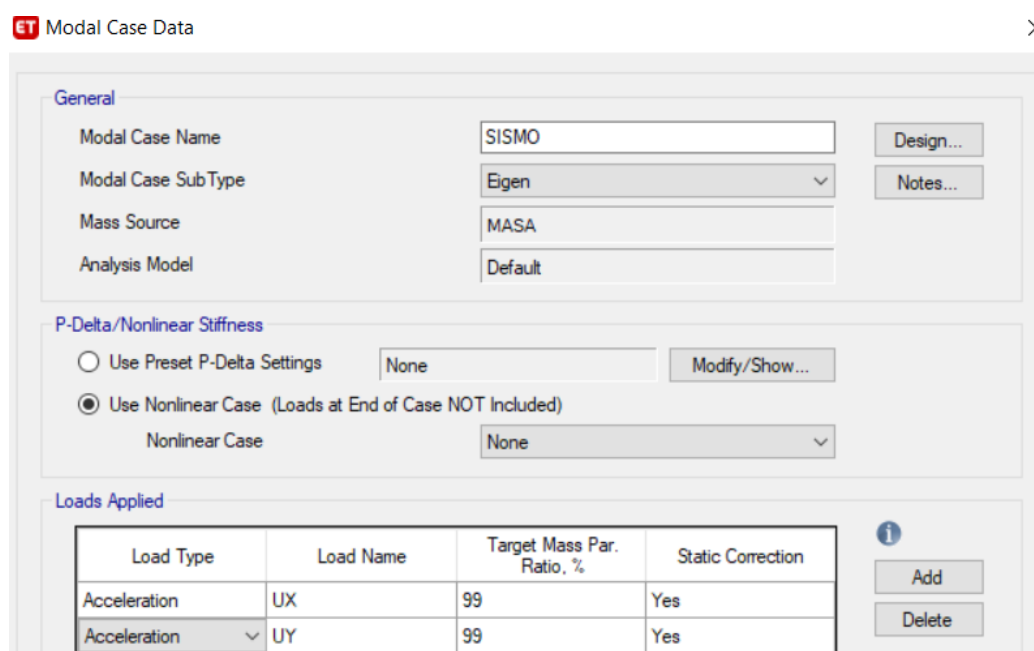 ET Modal Case Data
General
Modal Case Name SISMO Design...
Modal Case SubType Eigen Notes...
Mass Source MASA
Analysis Model Default
P-Delta/Nonlinear Stiffness
Use Preset P-Delta Settings None Modify/Show...
Use Nonlinear Case (Loads at End of Case NOT Included)
Nonlinear Case None
Loads Applied
Load Type Load Name Target Mass Par. Ratio, % Static Correction
Add
Acceleration UX 99 Yes
Delete
Acceleration UY 99 Yes